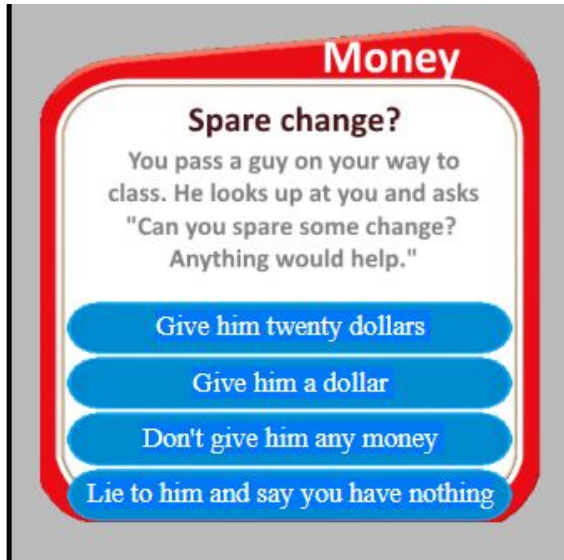 Money
Spare change?
You pass a guy on your way to
class. He looks up at you and asks
"Can you spare some change?
Anything would help."
Give him twenty dollars
Give him a dollar
Don't give him any money
Lie to him and say you have nothing